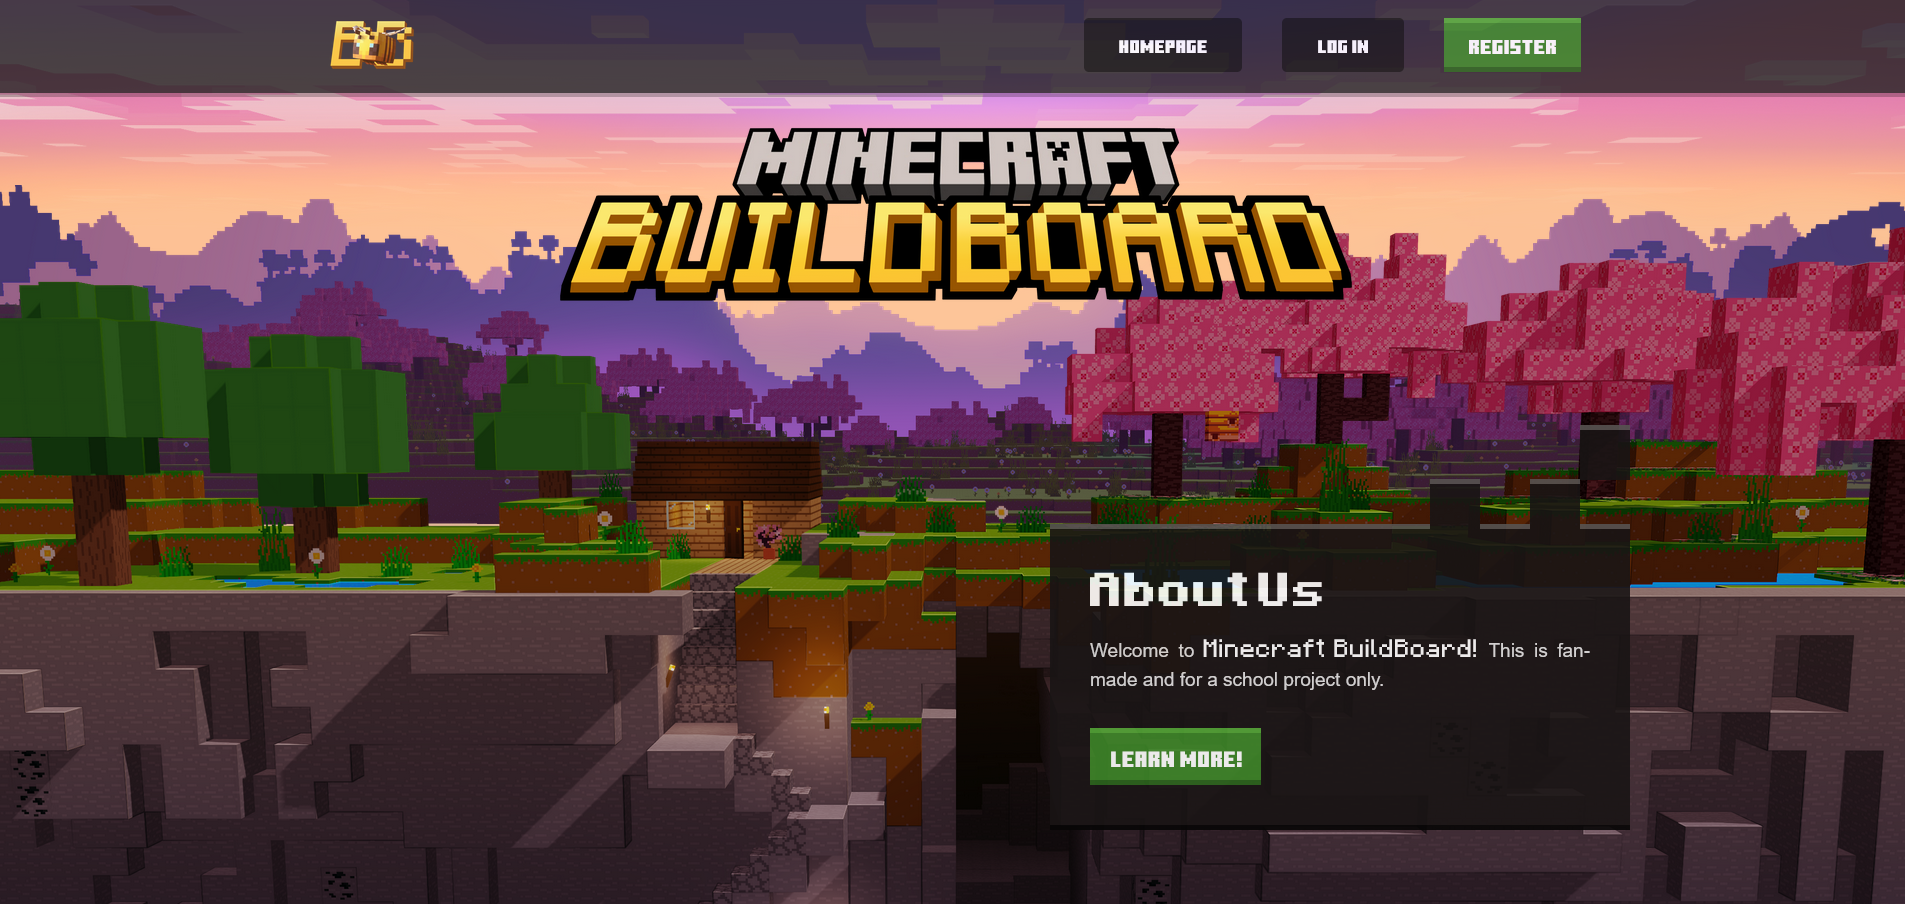 HOMEPAGE
LOG IN
REGISTER
MINECRAFT
BUILDBOARD
About Us
Welcome to Minecraft BuildBoard! This is fan-
made and for a school project only.
LEARN MORE!